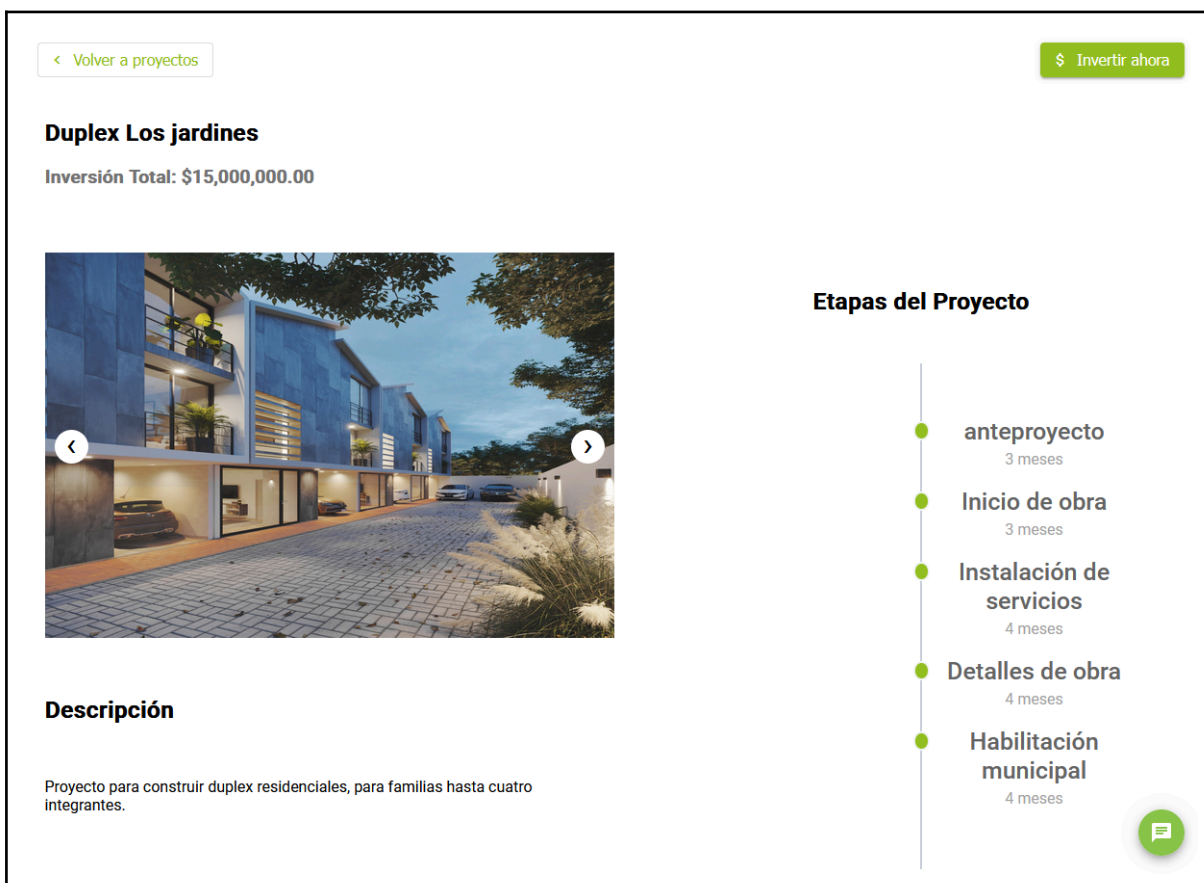 Volver a proyectos
$ Invertir ahora
Duplex Los jardines
Inversión Total: $15,000,000.00
Etapas del Proyecto
anteproyecto
3 meses
Inicio de obra
3 meses
Instalación de
servicios
4 meses
Detalles de obra
4 meses
Habilitación
municipal
4 meses
Descripción
Proyecto para construir duplex residenciales, para familias hasta cuatro
integrantes.